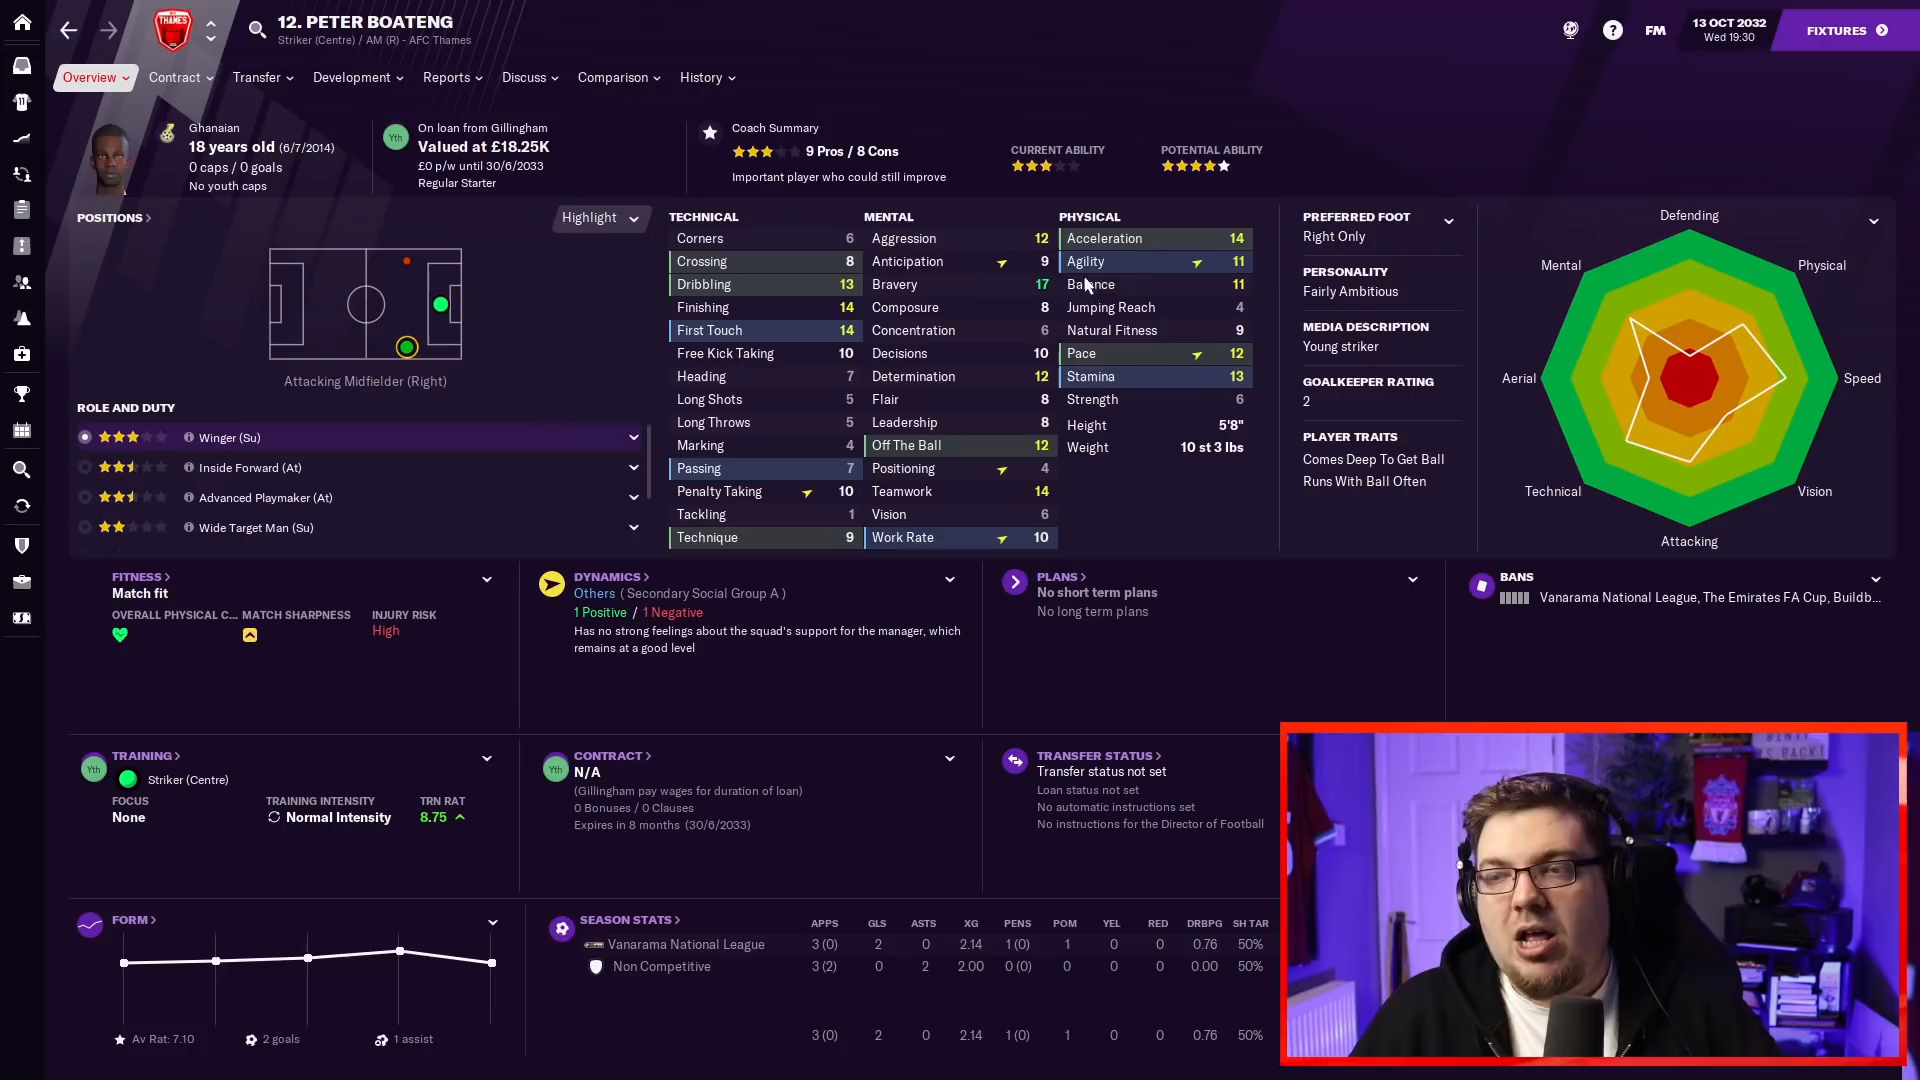 THAMES
12. PETER BOATENG
Striker (Centre) / AM (R) - AFC Thames
FM
13 OCT 2032
Wed 19:30
FIXTURES
Overview
Contract
Transfer
Development
Reports
Discuss
Comparison
History
Ghanaian
18 years old (6/7/2014)
0 caps / 0 goals
No youth caps
Yth
On loan from Gillingham
Valued at £18.25K
£0 p/w until 30/6/2033
Regular Starter
Coach Summary
9 Pros / 8 Cons
Important player who could still improve
CURRENT ABILITY
POTENTIAL ABILITY
POSITIONS >
Highlight
Attacking Midfielder (Right)
ROLE AND DUTY
Winger (Su)
Inside Forward (At)
Advanced Playmaker (At)
Wide Target Man (Su)
TECHNICAL
Corners 6
Crossing 8
Dribbling 13
Finishing 14
First Touch 14
Free Kick Taking 10
Heading 7
Long Shots 5
Long Throws 5
Marking 4
Passing 7
Penalty Taking 10
Tackling 1
Technique 9
MENTAL
Aggression 12
Anticipation 9
Bravery 17
Composure 8
Concentration 6
Decisions 10
Determination 12
Flair 8
Leadership 8
Off The Ball 12
Positioning 4
Teamwork 14
Vision 6
Work Rate 10
PHYSICAL
Acceleration 14
Agility 11
Balance 11
Jumping Reach 4
Natural Fitness 9
Pace 12
Stamina 13
Strength 6
Height 5'8"
Weight 10 st 3 lbs
PREFERRED FOOT
Right Only
PERSONALITY
Fairly Ambitious
MEDIA DESCRIPTION
Young striker
GOALKEEPER RATING
2
PLAYER TRAITS
Comes Deep To Get Ball
Runs With Ball Often
Defending
Mental
Physical
Aerial
Speed
Technical
Vision
Attacking
FITNESS >
Match fit
OVERALL PHYSICAL C... MATCH SHARPNESS INJURY RISK
High
DYNAMICS >
Others ( Secondary Social Group A )
1 Positive / 1 Negative
Has no strong feelings about the squad's support for the manager, which
remains at a good level
PLANS >
No short term plans
No long term plans
BANS
Vanarama National League, The Emirates FA Cup, Buildb...
Yth
TRAINING >
Striker (Centre)
FOCUS
None
TRAINING INTENSITY
Normal Intensity
TRN RAT
8.75
Yth
CONTRACT >
N/A
(Gillingham pay wages for duration of loan)
0 Bonuses / 0 Clauses
Expires in 8 months (30/6/2033)
TRANSFER STATUS >
Transfer status not set
Loan status not set
No automatic instructions set
No instructions for the Director of Football
FORM >
Av Rat: 7.10
2 goals
1 assist
SEASON STATS >
APPS GLS ASTS XG PENS POM YEL RED DRBPG SH TAR
Vanarama National League 3 (0) 2 0 2.14 1 (0) 1 0 0 0.76 50%
Non Competitive 3 (2) 0 2 2.00 0 (0) 0 0 0 0.00 50%
3 (0) 2 0 2.14 1 (0) 1 0 0 0.76 50%